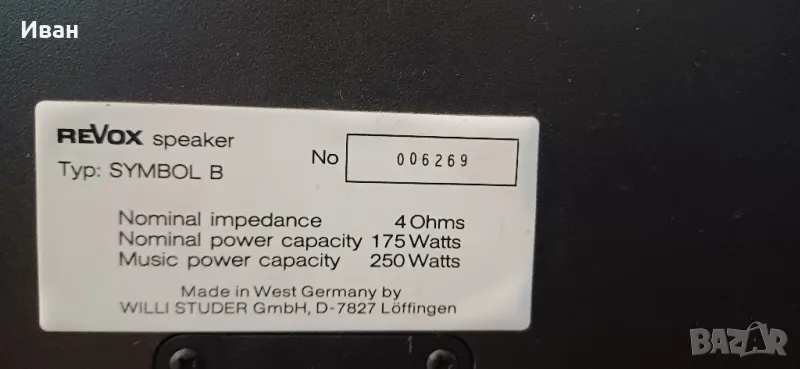 Иван
REVOX speaker
No 006269
Typ: SYMBOL B
Nominal impedance 4 Ohms
Nominal power capacity 175 Watts
Music power capacity 250 Watts
Made in West Germany by
WILLI STUDER GmbH, D-7827 Löffingen
BAZAR